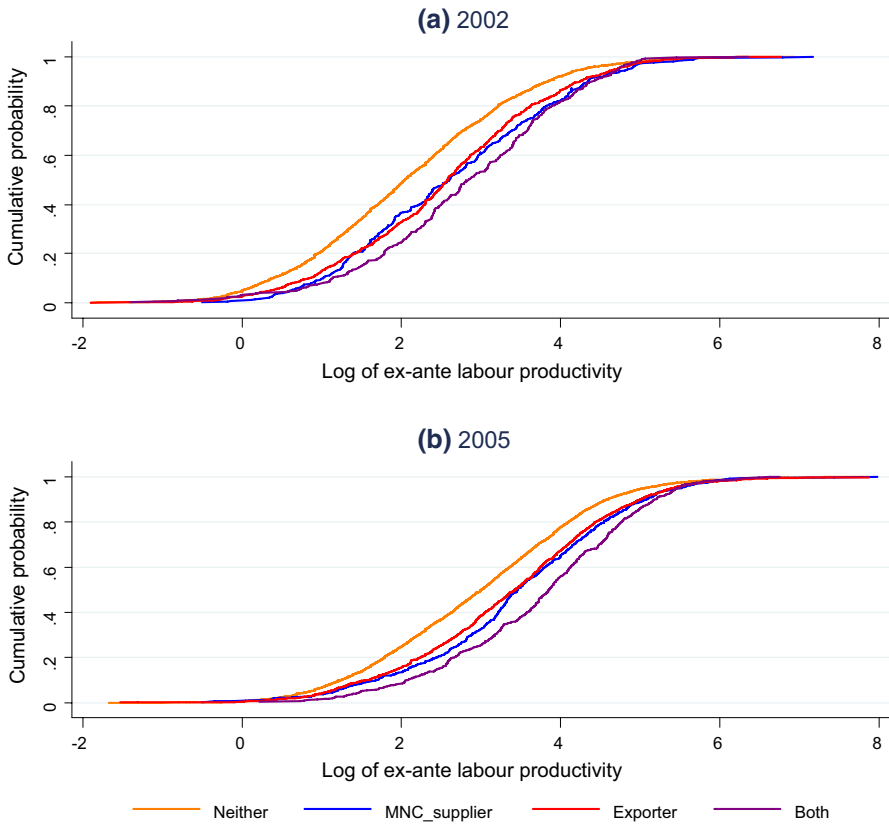 (a) 2002
Cumulative probability
0 .2 .4 .6 .8 1
-2 0 2 4 6 8
Log of ex-ante labour productivity
(b) 2005
Cumulative probability
0 .2 .4 .6 .8 1
-2 0 2 4 6 8
Log of ex-ante labour productivity
Neither MNC_supplier Exporter Both